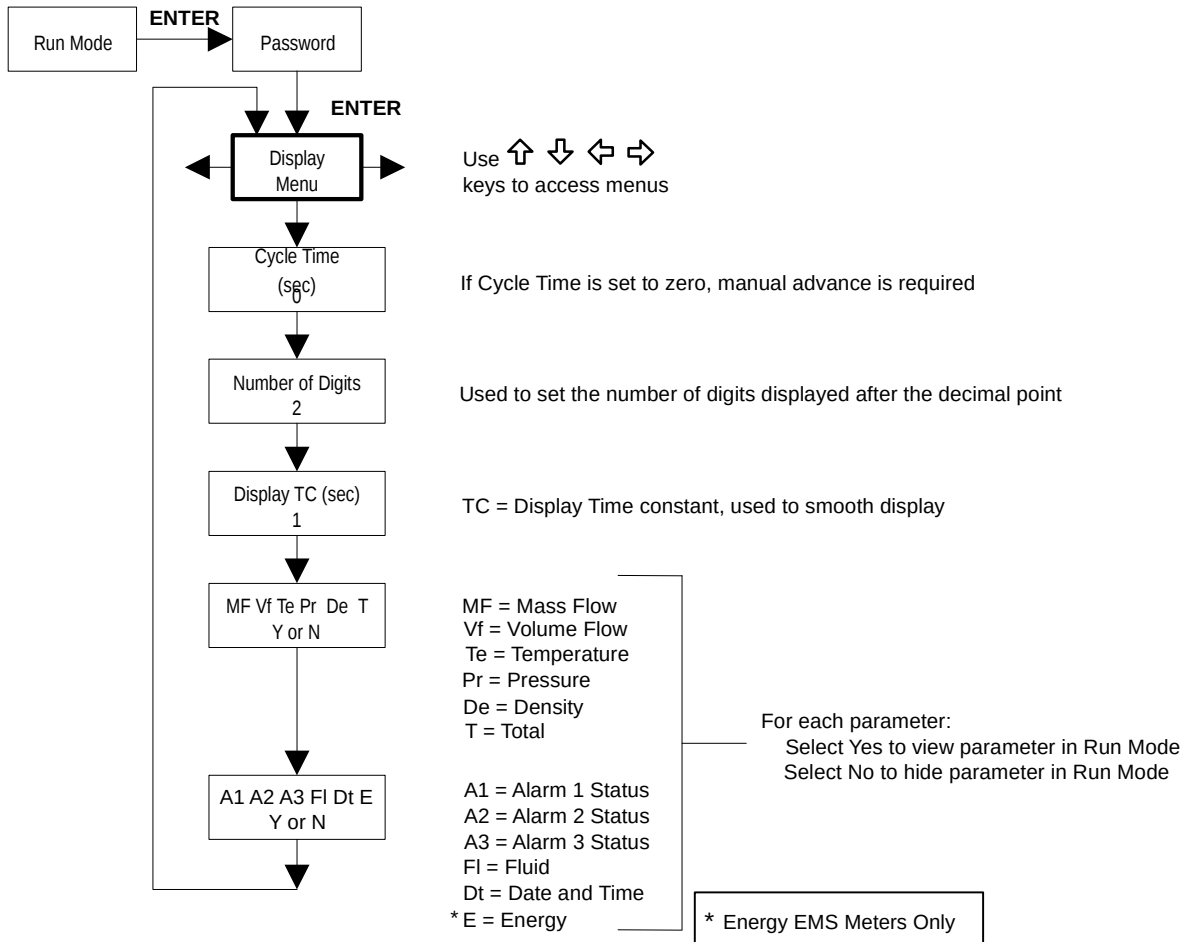 Run Mode
ENTER
Password
ENTER
Display
Menu
Use
keys to access menus
Cycle Time
(sec)
0
If Cycle Time is set to zero, manual advance is required
Number of Digits
2
Used to set the number of digits displayed after the decimal point
Display TC (sec)
1
TC = Display Time constant, used to smooth display
MF Vf Te Pr De T
Y or N
MF = Mass Flow
Vf = Volume Flow
Te = Temperature
Pr = Pressure
De = Density
T = Total
For each parameter:
Select Yes to view parameter in Run Mode
Select No to hide parameter in Run Mode
A1 A2 A3 Fl Dt E
Y or N
A1 = Alarm 1 Status
A2 = Alarm 2 Status
A3 = Alarm 3 Status
Fl = Fluid
Dt = Date and Time
* E = Energy
* Energy EMS Meters Only